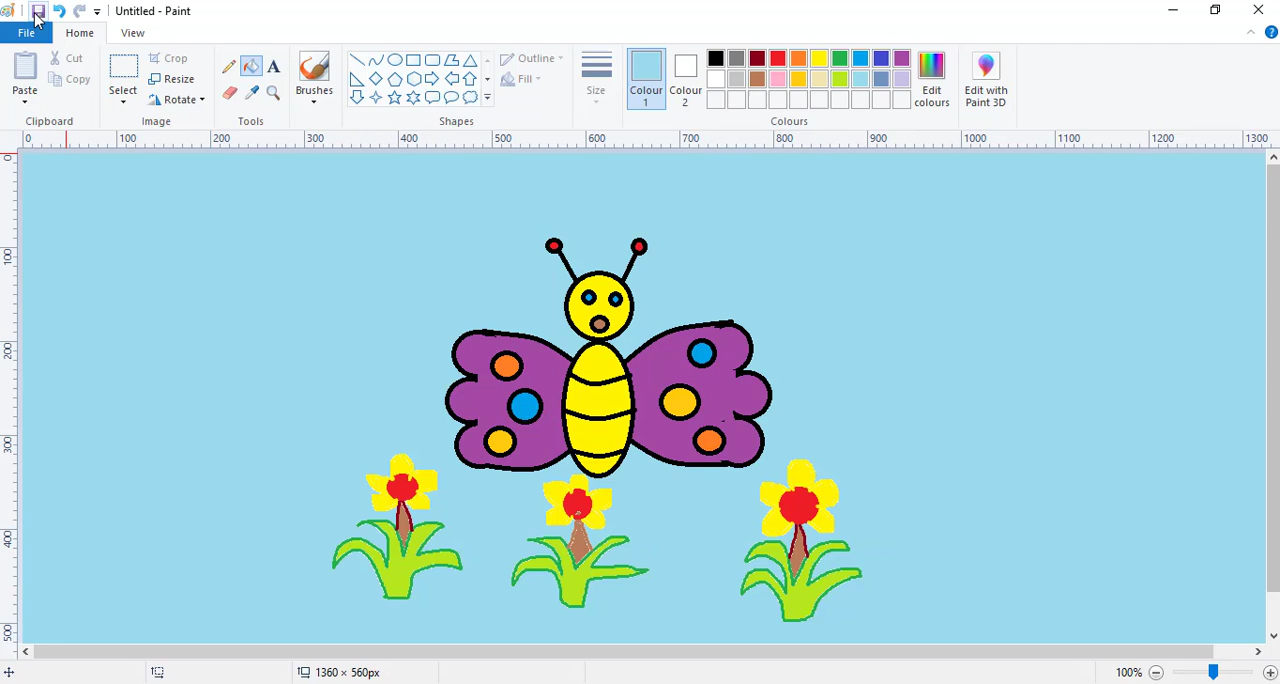 Untitled - Paint
File Home View
Paste
Cut
Copy
Clipboard
Select
Crop
Resize
Rotate
Image
A
Tools
Brushes
Shapes
Outline
Fill
Size
Colour 1
Colour 2
Colours
Edit colours
Edit with Paint 3D
0 100 200 300 400 500 600 700 800 900 1000 1100 1200 1300
0
100
200
300
400
500
1360 × 560px
100%